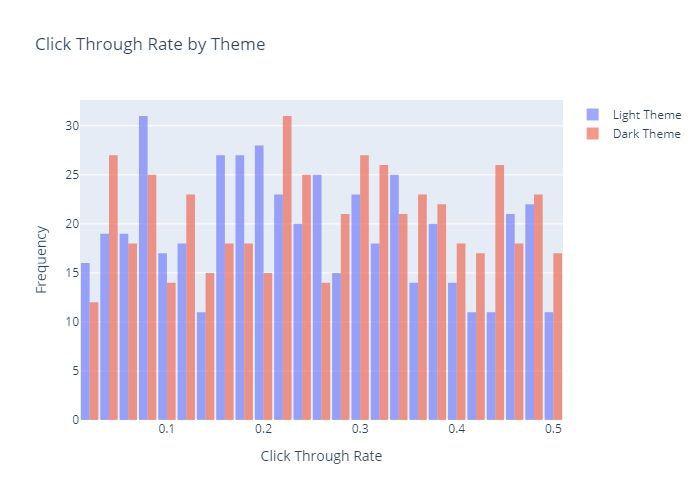 Click Through Rate by Theme
Light Theme
Dark Theme
30
25
20
15
10
5
0
Frequency
0.1 0.2 0.3 0.4 0.5
Click Through Rate